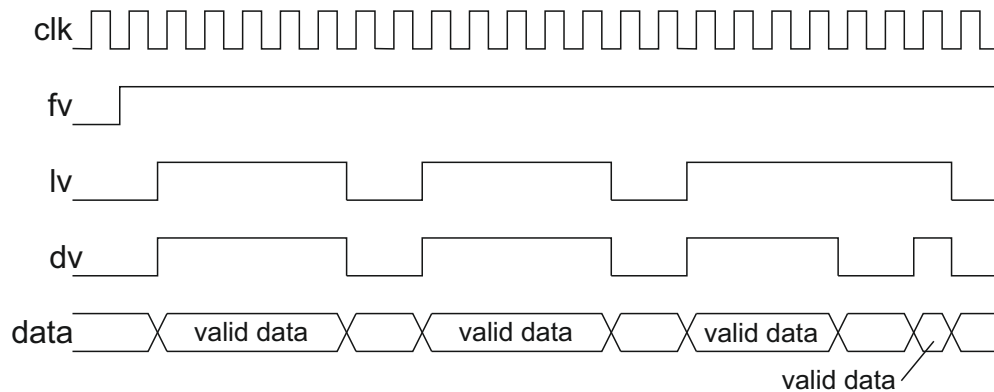 clk
fv
lv
dv
data valid data valid data valid data
valid data